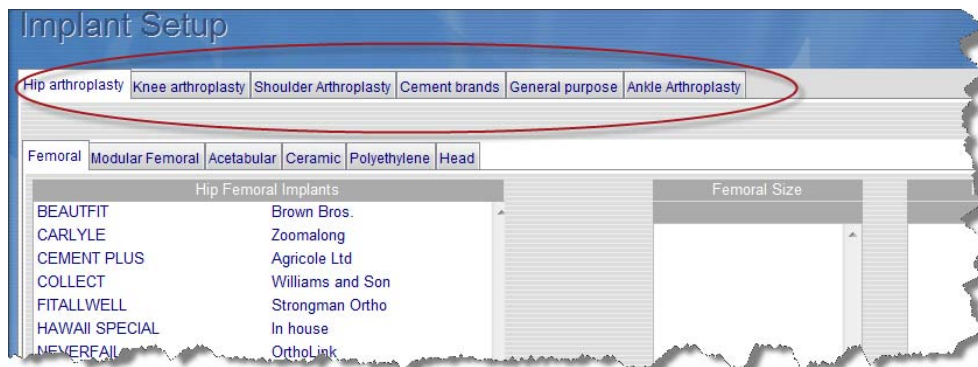 Implant Setup
Hip arthroplasty Knee arthroplasty Shoulder Arthroplasty Cement brands General purpose Ankle Arthroplasty
Femoral Modular Femoral Acetabular Ceramic Polyethylene Head
Hip Femoral Implants Femoral Size
BEAUTFIT Brown Bros.
CARLYLE Zoomalong
CEMENT PLUS Agricole Ltd
COLLECT Williams and Son
FITALLWELL Strongman Ortho
HAWAII SPECIAL In house
NEVERFAIL OrthoLink